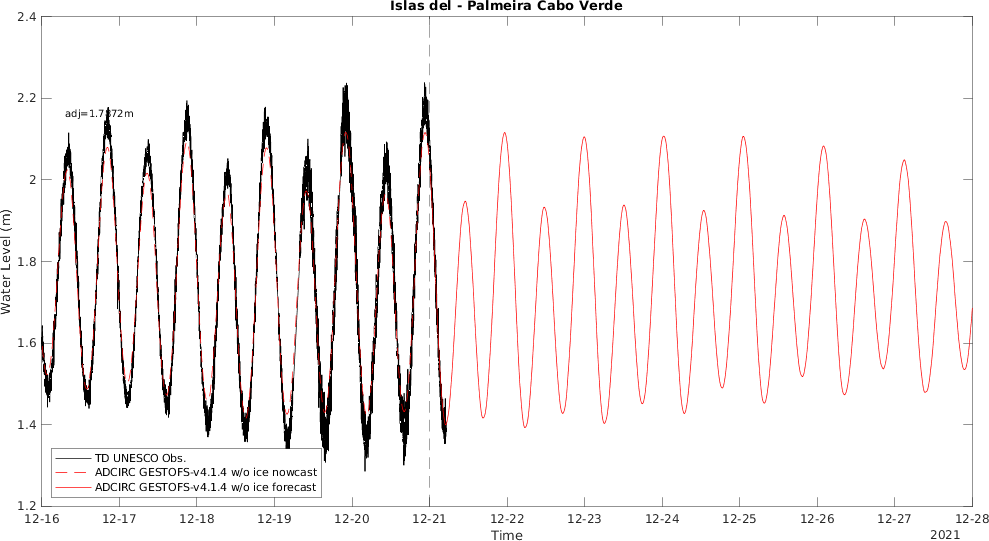 Islas del - Palmeira Cabo Verde
2.4
2.2
2
1.8
1.6
1.4
1.2
Water Level (m)
adj=1.7372m
TD UNESCO Obs.
ADCIRC GESTOFS-v4.1.4 w/o ice nowcast
ADCIRC GESTOFS-v4.1.4 w/o ice forecast
12-16 12-17 12-18 12-19 12-20 12-21 12-22 12-23 12-24 12-25 12-26 12-27 12-28
Time
2021